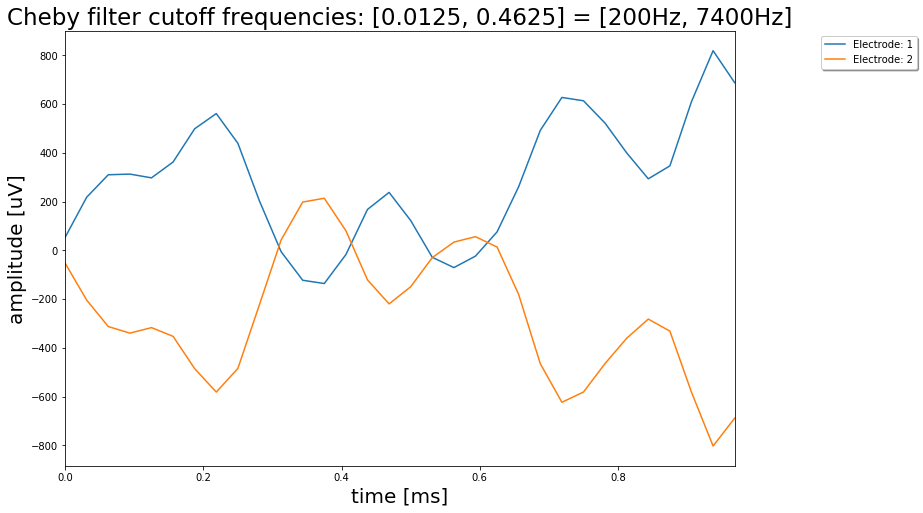 Cheby filter cutoff frequencies: [0.0125, 0.4625] = [200Hz, 7400Hz]
Electrode: 1
Electrode: 2
amplitude [uV]
800
600
400
200
0
−200
−400
−600
−800
0.0
0.2
0.4
0.6
0.8
time [ms]